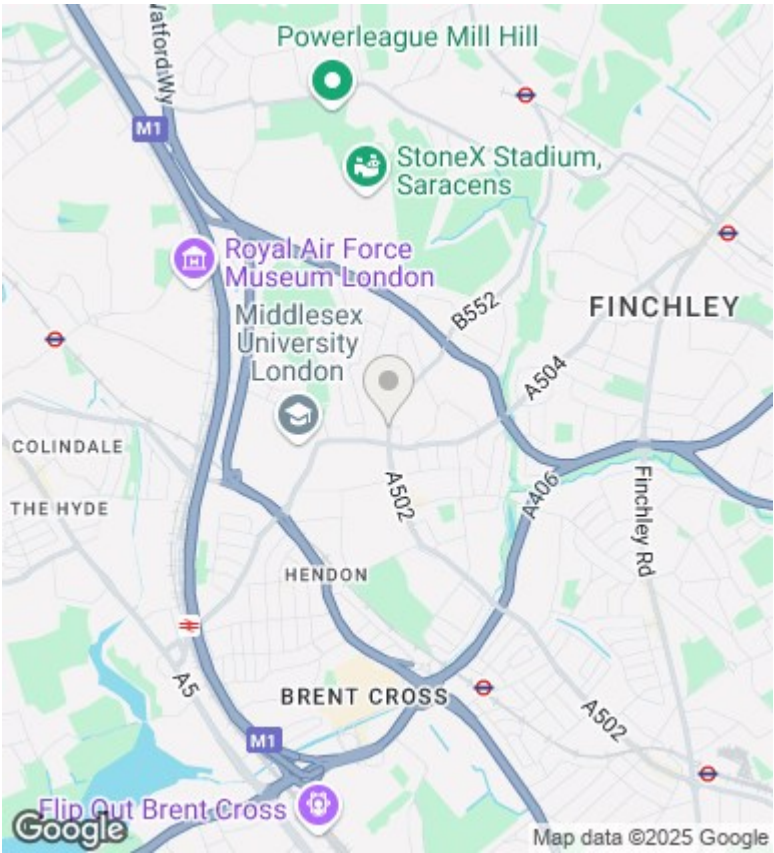 Watford Wy
Powerleague Mill Hill
M1
StoneX Stadium,
Saracens
Royal Air Force
Museum London
Middlesex
University
London
B552
FINCHLEY
A504
COLINDALE
A502
THE HYDE
A406
Finchley Rd
HENDON
A5
BRENT CROSS
A502
M1
Flip Out Brent Cross
Google
Map data ©2025 Google